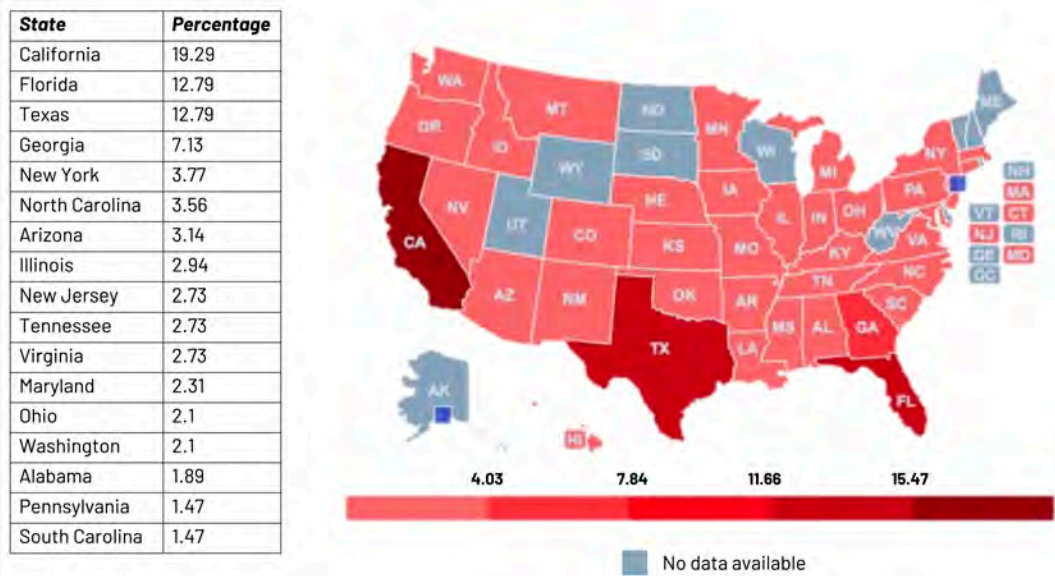 State Percentage
California 19.29
Florida 12.79
Texas 12.79
Georgia 7.13
New York 3.77
North Carolina 3.56
Arizona 3.14
Illinois 2.94
New Jersey 2.73
Tennessee 2.73
Virginia 2.73
Maryland 2.31
Ohio 2.1
Washington 2.1
Alabama 1.89
Pennsylvania 1.47
South Carolina 1.47
WA
MT
ND
MN
ME
OR
ID
SD
WI
NY
WY
MI
NH
IA
PA
MA
NE
NV
UT
IL
IN
OH
VT CT
CO
WV
VA
NJ RI
CA
KS
MO
KY
DE MD
NC
DC
TN
AZ
NM
OK
AR
SC
MS
AL
GA
TX
LA
AK
FL
HI
4.03 7.84 11.66 15.47
No data available